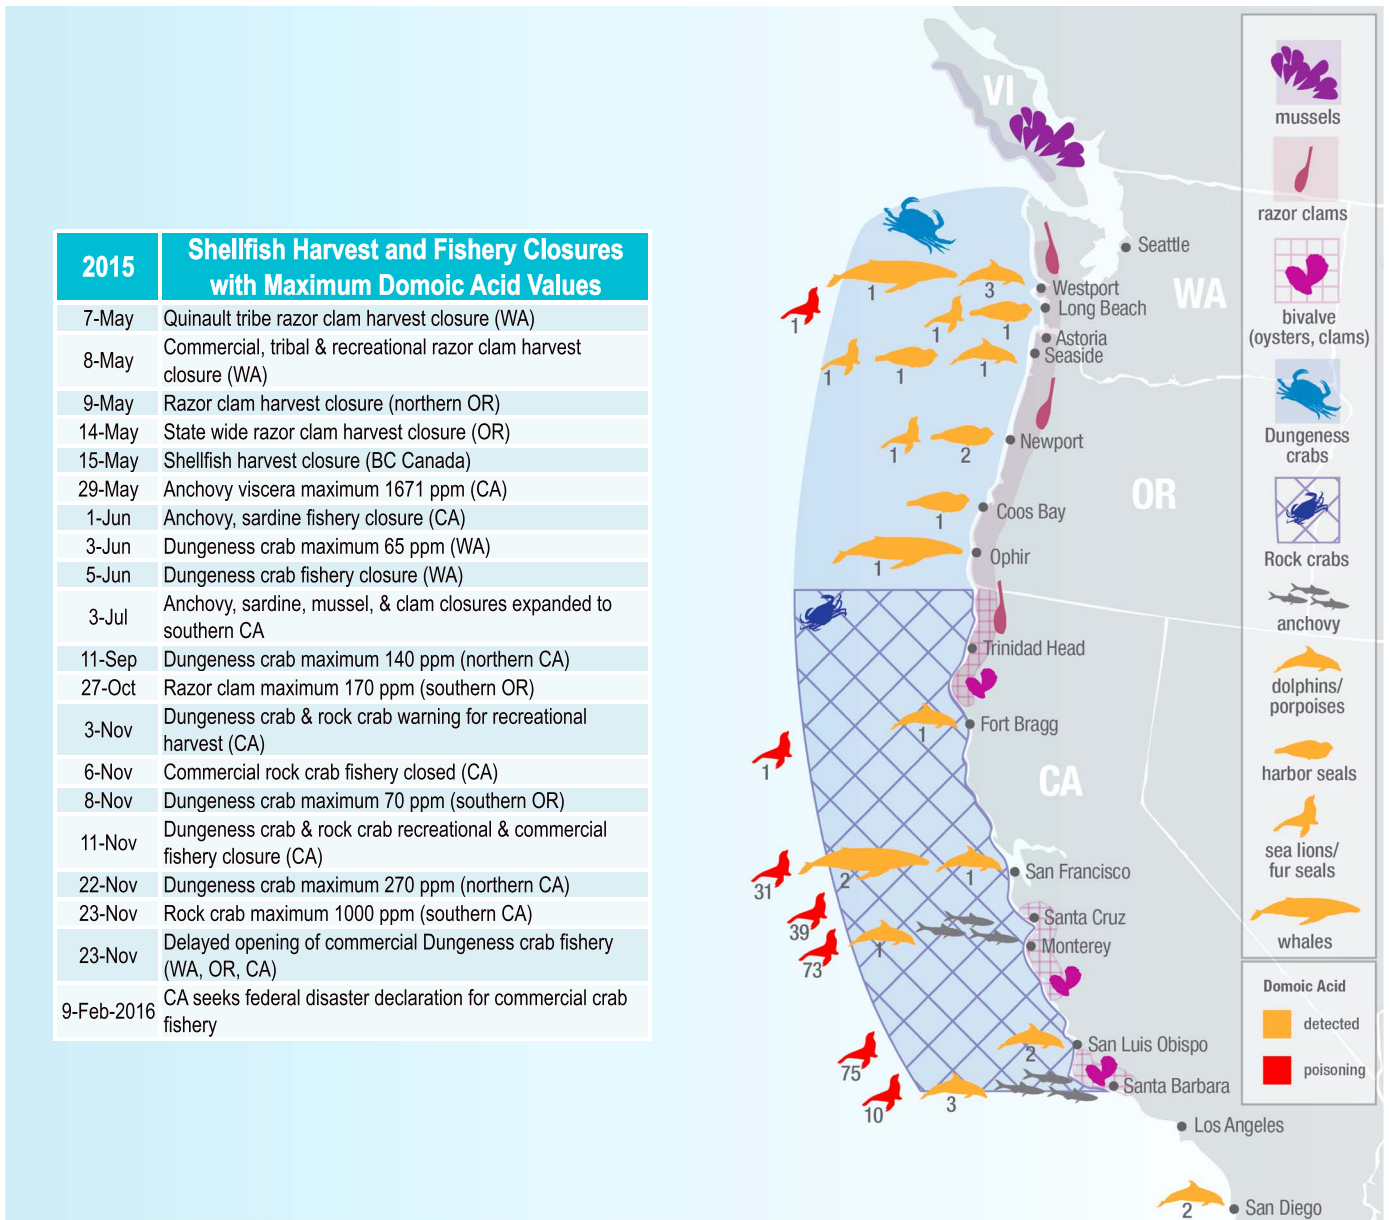 2015
Shellfish Harvest and Fishery Closures
with Maximum Domoic Acid Values
7-May Quinault tribe razor clam harvest closure (WA)
8-May Commercial, tribal & recreational razor clam harvest
closure (WA)
9-May Razor clam harvest closure (northern OR)
14-May State wide razor clam harvest closure (OR)
15-May Shellfish harvest closure (BC Canada)
29-May Anchovy viscera maximum 1671 ppm (CA)
1-Jun Anchovy, sardine fishery closure (CA)
3-Jun Dungeness crab maximum 65 ppm (WA)
5-Jun Dungeness crab fishery closure (WA)
3-Jul Anchovy, sardine, mussel, & clam closures expanded to
southern CA
11-Sep Dungeness crab maximum 140 ppm (northern CA)
27-Oct Razor clam maximum 170 ppm (southern OR)
3-Nov Dungeness crab & rock crab warning for recreational
harvest (CA)
6-Nov Commercial rock crab fishery closed (CA)
8-Nov Dungeness crab maximum 70 ppm (southern OR)
11-Nov Dungeness crab & rock crab recreational & commercial
fishery closure (CA)
22-Nov Dungeness crab maximum 270 ppm (northern CA)
23-Nov Rock crab maximum 1000 ppm (southern CA)
23-Nov Delayed opening of commercial Dungeness crab fishery
(WA, OR, CA)
9-Feb-2016 CA seeks federal disaster declaration for commercial crab
fishery
VI
Seattle
WA
1 3 Westport
1 1 1 Long Beach
Astoria
Seaside
1 1 1
Newport
1 2
OR
Coos Bay
1
Ophir
1
Trinidad Head
Fort Bragg
1
1
CA
San Francisco
31 2 1
Santa Cruz
39
Monterey
73 1
San Luis Obispo
75 2
Santa Barbara
10 3
Los Angeles
San Diego
2
mussels
razor clams
bivalve
(oysters, clams)
Dungeness
crabs
Rock crabs
anchovy
dolphins/
porpoises
harbor seals
sea lions/
fur seals
whales
Domoic Acid
detected
poisoning